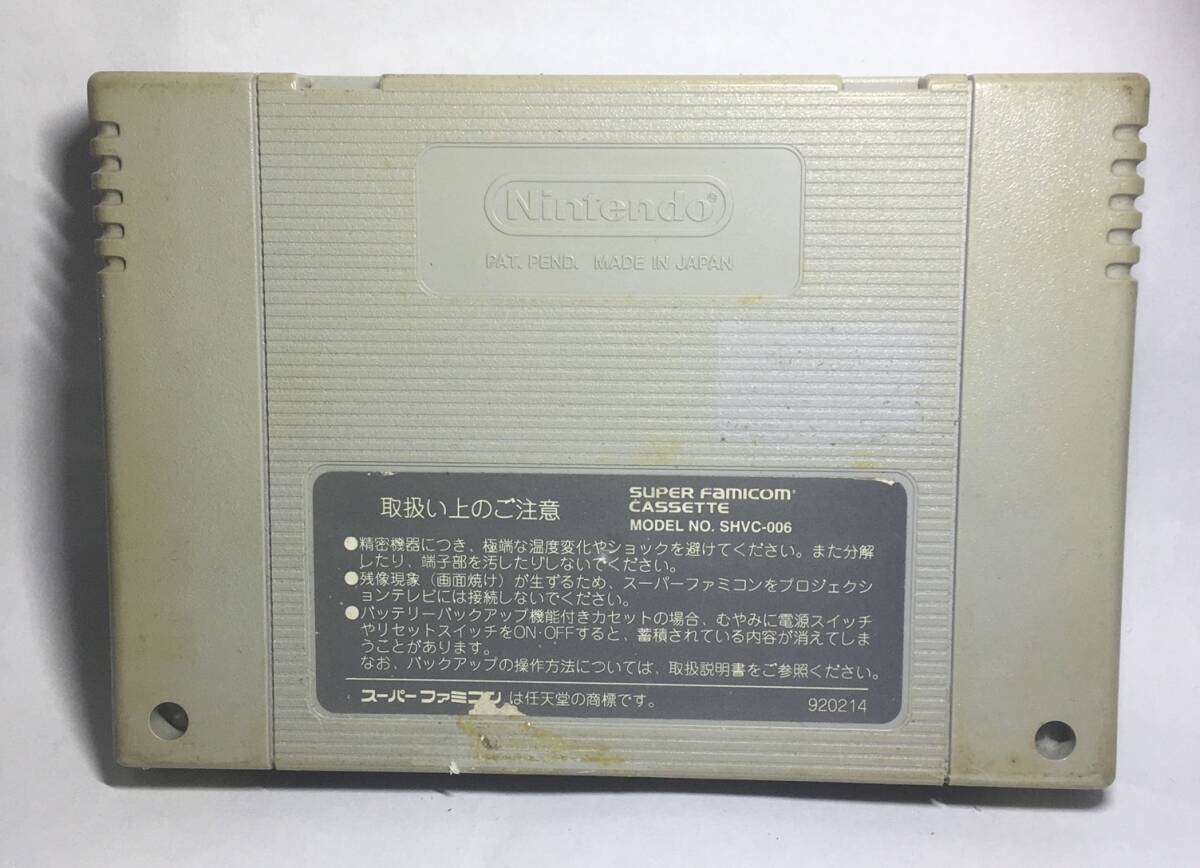 Nintendo®
PAT. PEND. MADE IN JAPAN
取扱い上のご注意
SUPER FAMICOM
CASSETTE
MODEL NO. SHVC-006
●精密機器につき、極端な温度変化やショックを避けてください。また分解
したり、端子部を汚したりしないでください。
●残像現象（画面焼け）が生ずるため、スーパーファミコンをプロジェクシ
ョンテレビには接続しないでください。
●バッテリーバックアップ機能付きカセットの場合、むやみに電源スイッチ
やリセットスイッチをON・OFFすると、蓄積されている内容が消えてしま
うことがあります。
なお、バックアップの操作方法については、取扱説明書をご参照ください。
スーパーファミコンは任天堂の商標です。
920214